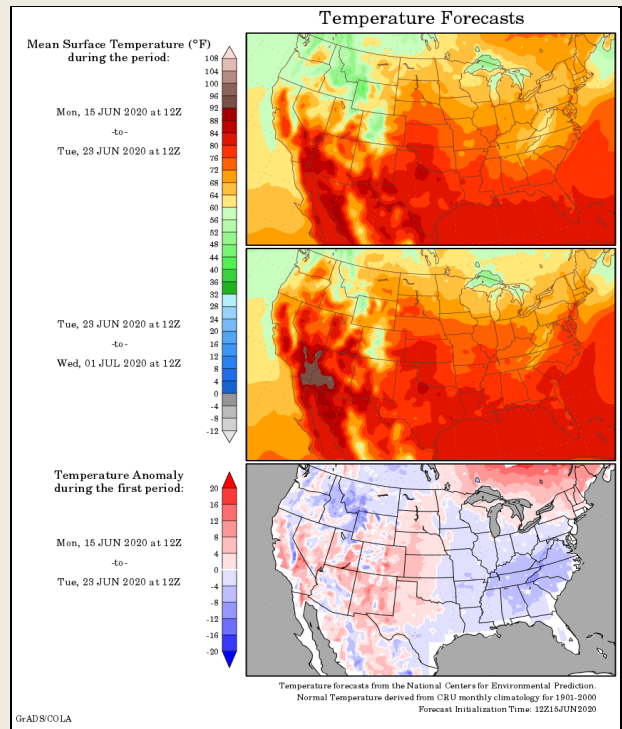 Temperature Forecasts
Mean Surface Temperature (°F)
during the period:
Mon, 15 JUN 2020 at 12Z
-to-
Tue, 23 JUN 2020 at 12Z
108
104
100
96
92
88
84
80
76
72
68
64
60
56
52
48
44
40
36
32
28
24
20
16
12
8
4
0
-4
-8
-12
Tue, 23 JUN 2020 at 12Z
-to-
Wed, 01 JUL 2020 at 12Z
Temperature Anomaly
during the first period:
Mon, 15 JUN 2020 at 12Z
-to-
Tue, 23 JUN 2020 at 12Z
20
16
12
8
4
0
-4
-8
-12
-16
-20
Temperature forecasts from the National Centers for Environmental Prediction.
Normal Temperature derived from CRU monthly climatology for 1901-2000
Forecast Initialization Time: 12Z15JUN2020
GrADS/COLA